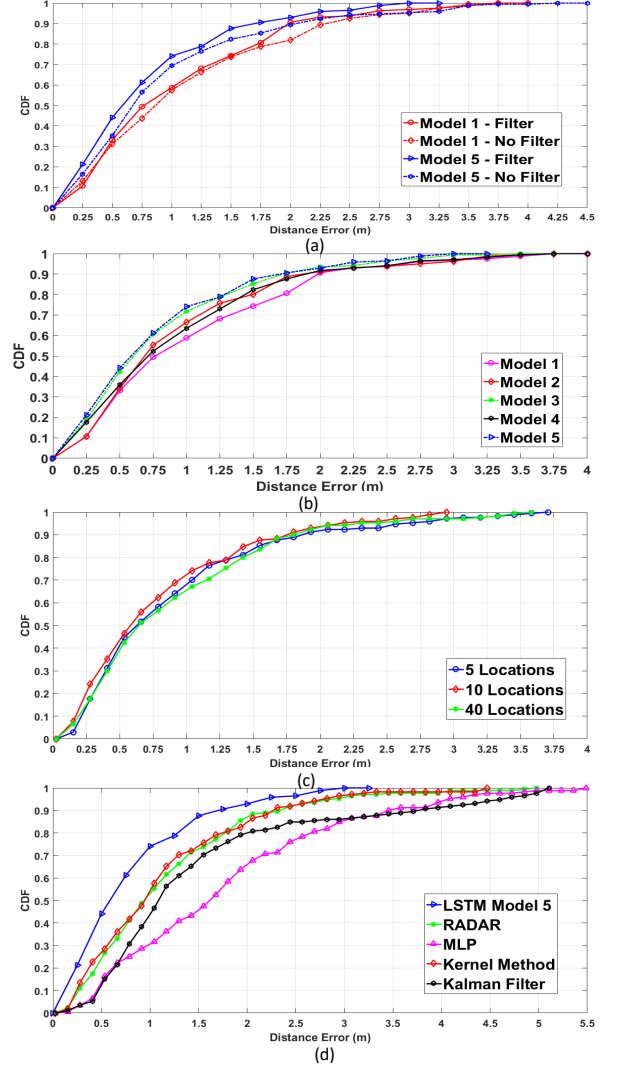 1
0.9
0.8
0.7
0.6
0.5
0.4
0.3
0.2
0.1
0
CDF
0 0.25 0.5 0.75 1 1.25 1.5 1.75 2 2.25 2.5 2.75 3 3.25 3.5 3.75 4 4.25 4.5
Distance Error (m)
Model 1 - Filter
Model 1 - No Filter
Model 5 - Filter
Model 5 - No Filter
(a)
1
0.9
0.8
0.7
0.6
0.5
0.4
0.3
0.2
0.1
0
CDF
0 0.25 0.5 0.75 1 1.25 1.5 1.75 2 2.25 2.5 2.75 3 3.25 3.5 3.75 4
Distance Error (m)
Model 1
Model 2
Model 3
Model 4
Model 5
(b)
1
0.9
0.8
0.7
0.6
0.5
0.4
0.3
0.2
0.1
0
CDF
0 0.25 0.5 0.75 1 1.25 1.5 1.75 2 2.25 2.5 2.75 3 3.25 3.5 3.75 4
Distance Error (m)
5 Locations
10 Locations
40 Locations
(c)
1
0.9
0.8
0.7
0.6
0.5
0.4
0.3
0.2
0.1
0
CDF
0 0.5 1 1.5 2 2.5 3 3.5 4 4.5 5 5.5
Distance Error (m)
LSTM Model 5
RADAR
MLP
Kernel Method
Kalman Filter
(d)